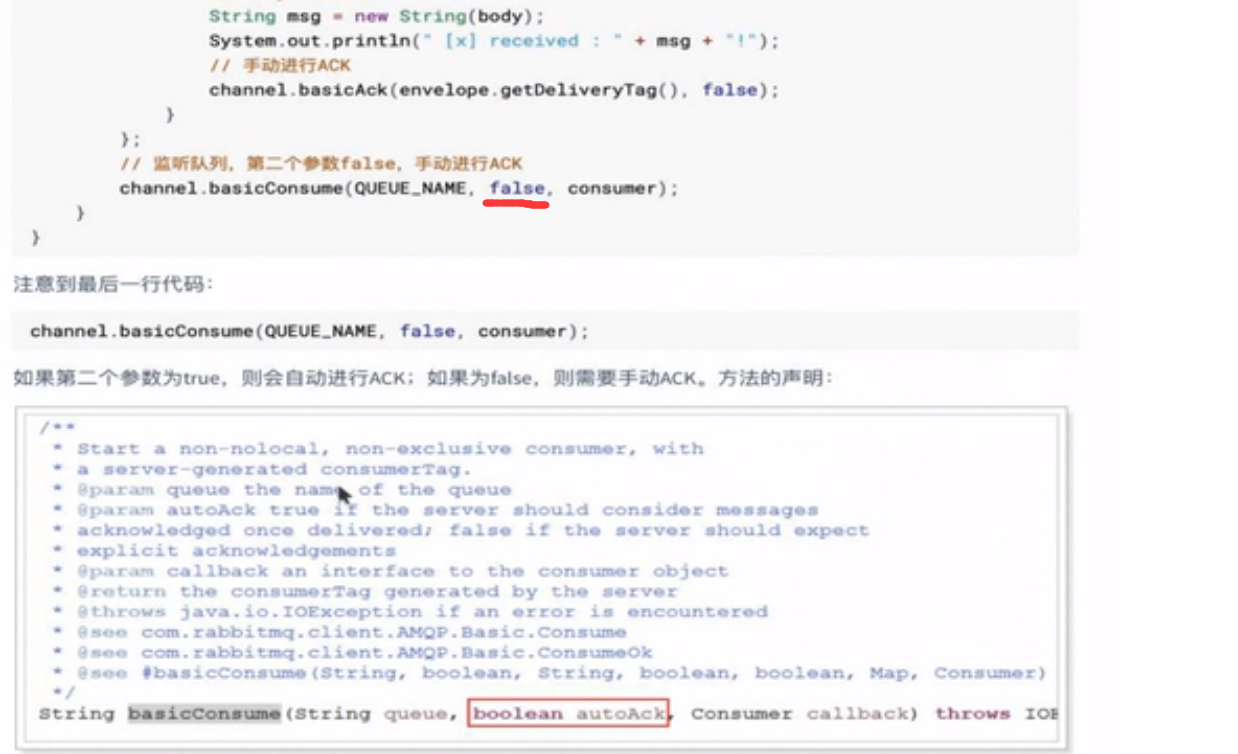 String msg = new String(body);
System.out.println(" [x] received : " + msg + "!");
// 手动进行ACK
channel.basicAck(envelope.getDeliveryTag(), false);
}
};
// 监听队列，第二个参数false，手动进行ACK
channel.basicConsume(QUEUE_NAME, false, consumer);
}
}
注意到最后一行代码：
channel.basicConsume(QUEUE_NAME, false, consumer);
如果第二个参数为true，则会自动进行ACK；如果为false，则需要手动ACK。方法的声明：
/**
* Start a non-nolocal, non-exclusive consumer, with
* a server-generated consumerTag.
* @param queue the name of the queue
* @param autoAck true if the server should consider messages
* acknowledged once delivered; false if the server should expect
* explicit acknowledgements
* @param callback an interface to the consumer object
* @return the consumerTag generated by the server
* @throws java.io.IOException if an error is encountered
* @see com.rabbitmq.client.AMQP.Basic.Consume
* @see com.rabbitmq.client.AMQP.Basic.ConsumeOk
* @see #basicConsume(String, boolean, String, boolean, boolean, Map, Consumer)
*/
String basicConsume(String queue, boolean autoAck, Consumer callback) throws IOE